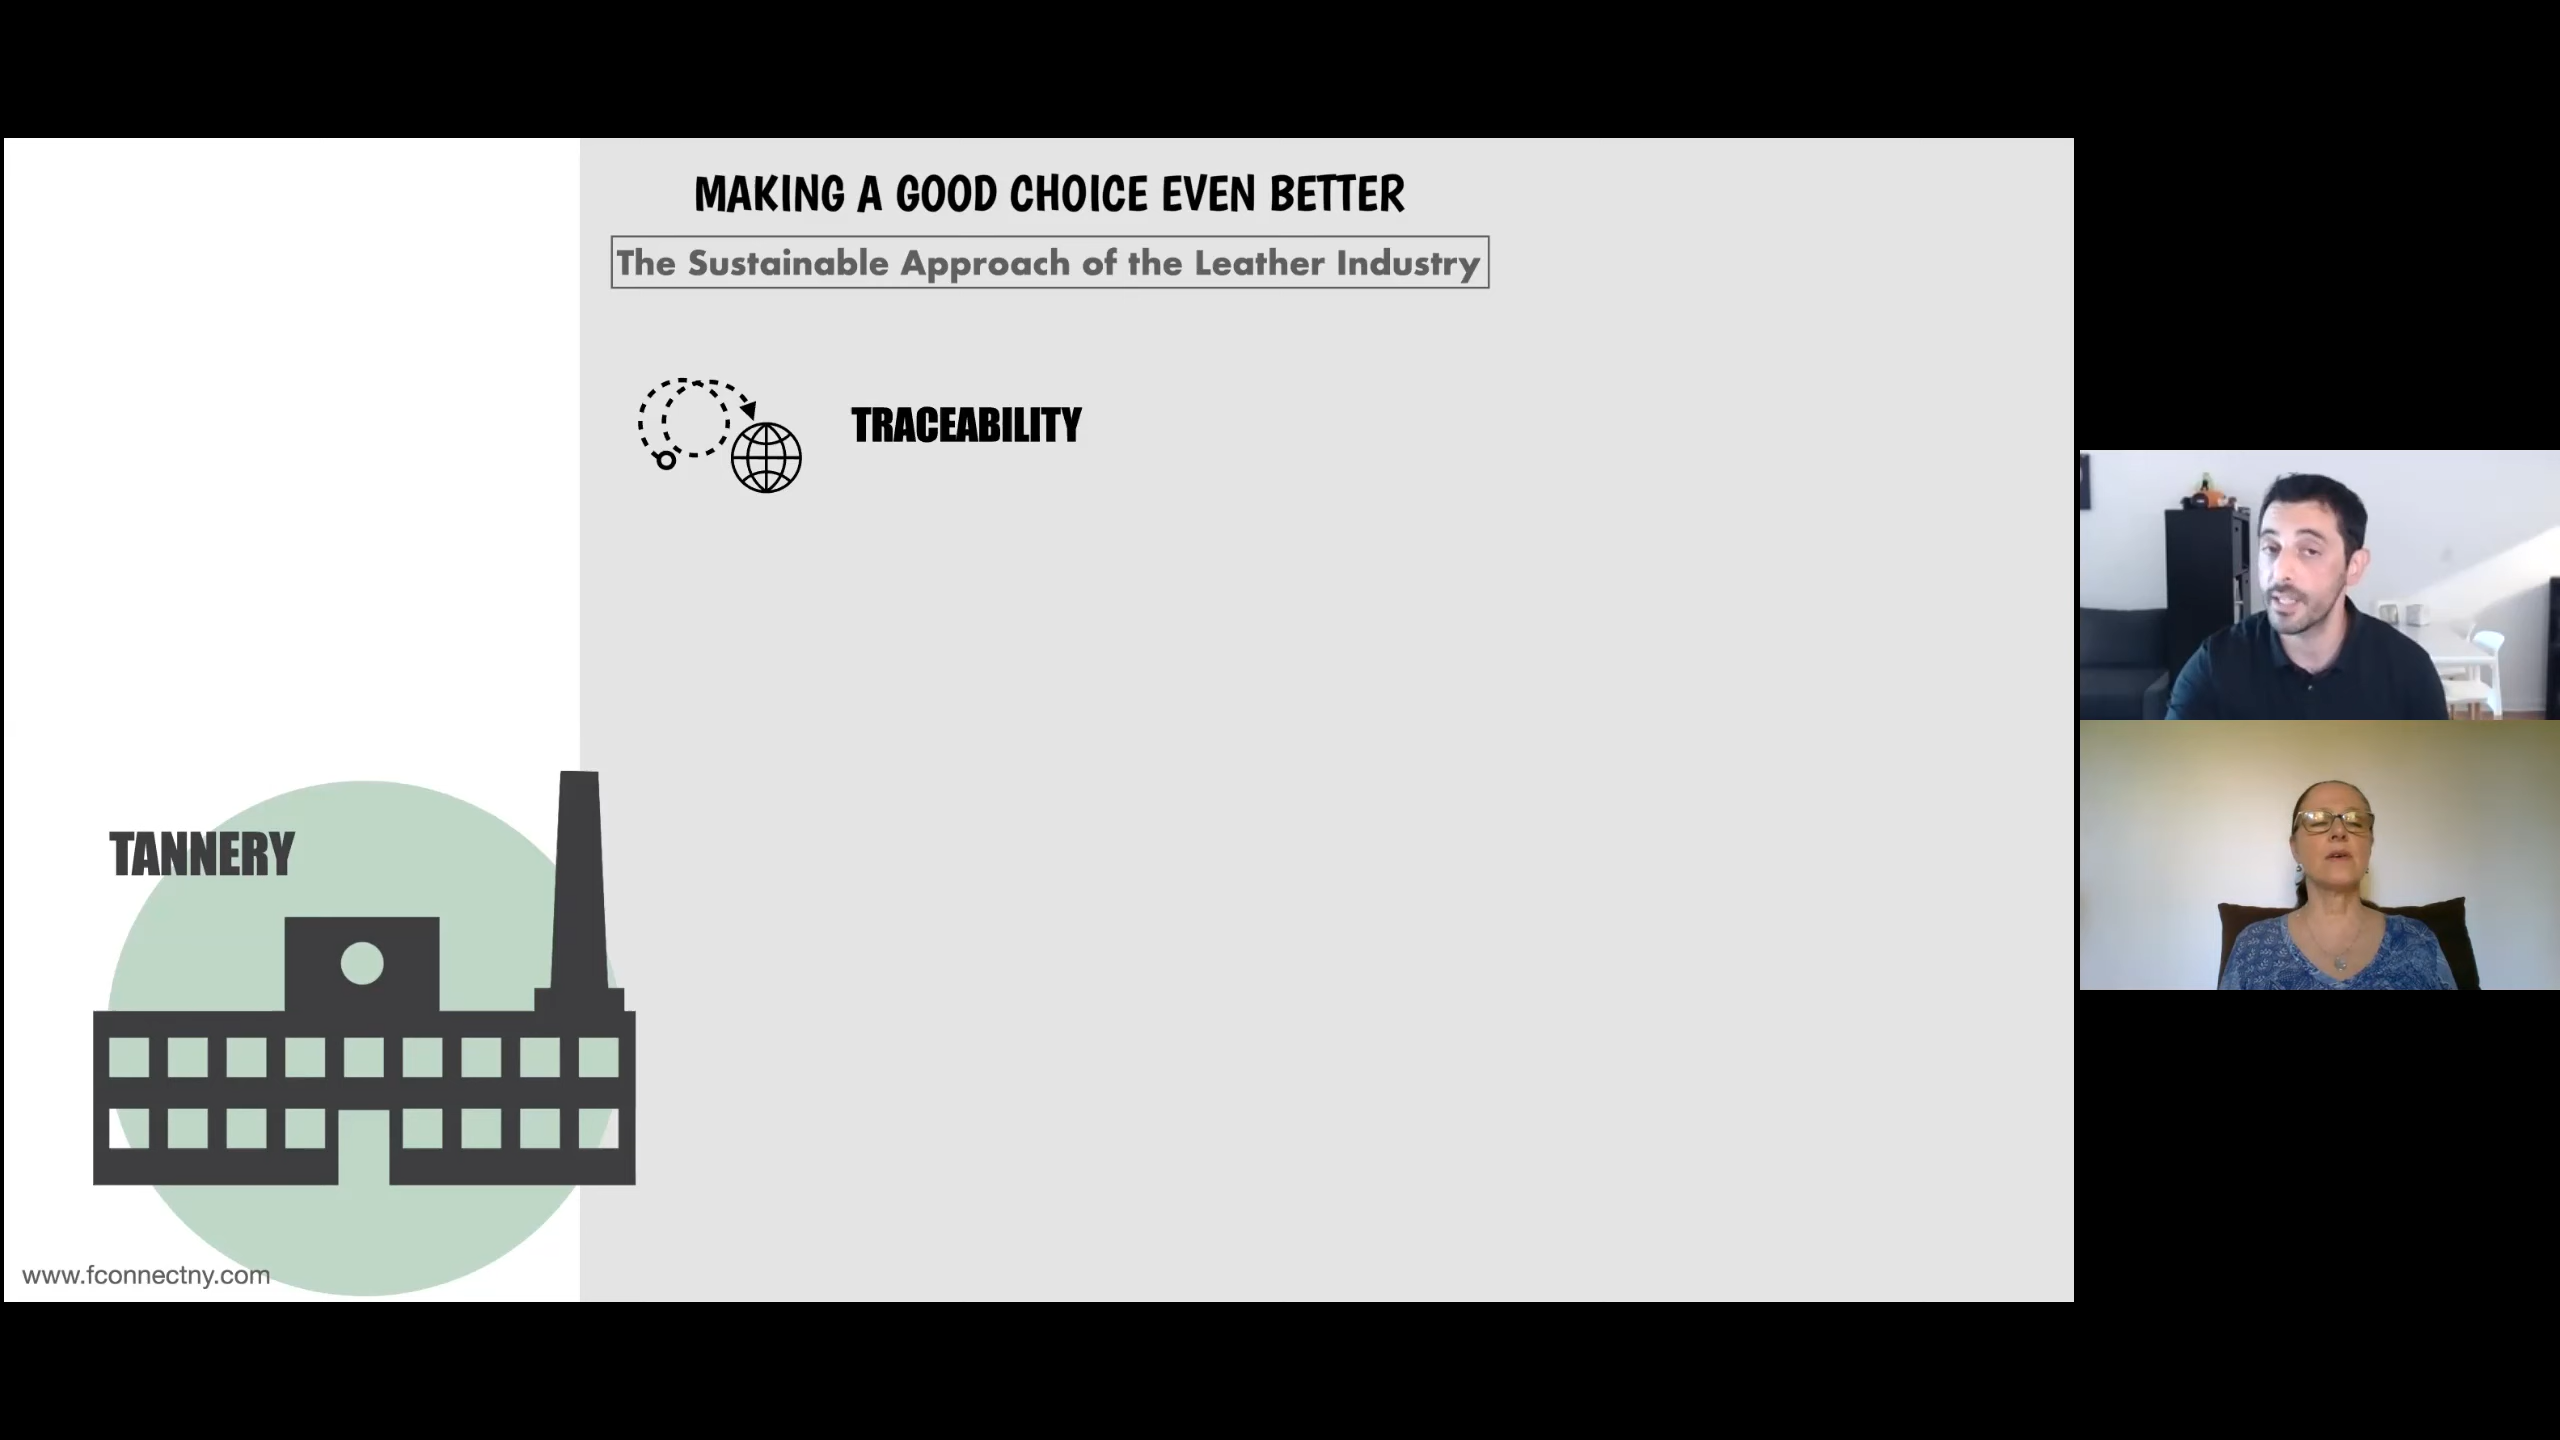 MAKING A GOOD CHOICE EVEN BETTER
The Sustainable Approach of the Leather Industry
TRACEABILITY
TANNERY
www.fconnectny.com